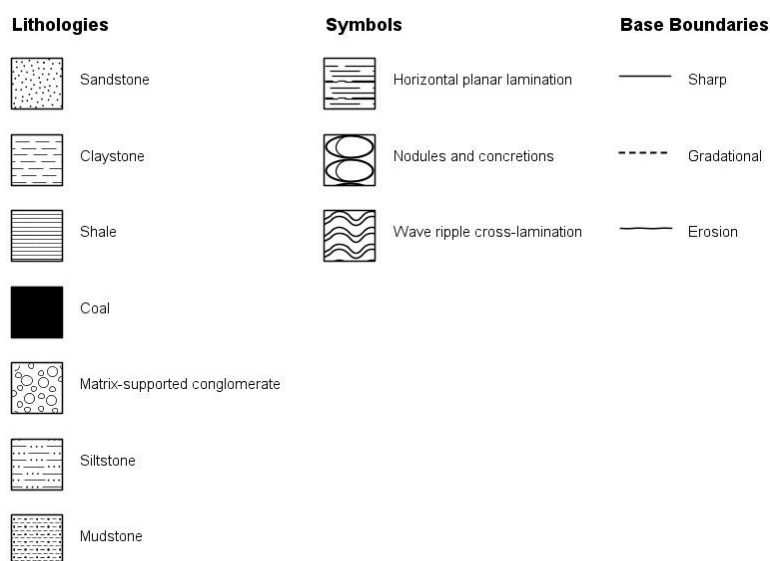 Lithologies
Sandstone
Claystone
Shale
Coal
Matrix-supported conglomerate
Siltstone
Mudstone
Symbols
Horizontal planar lamination
Nodules and concretions
Wave ripple cross-lamination
Base Boundaries
Sharp
Gradational
Erosion